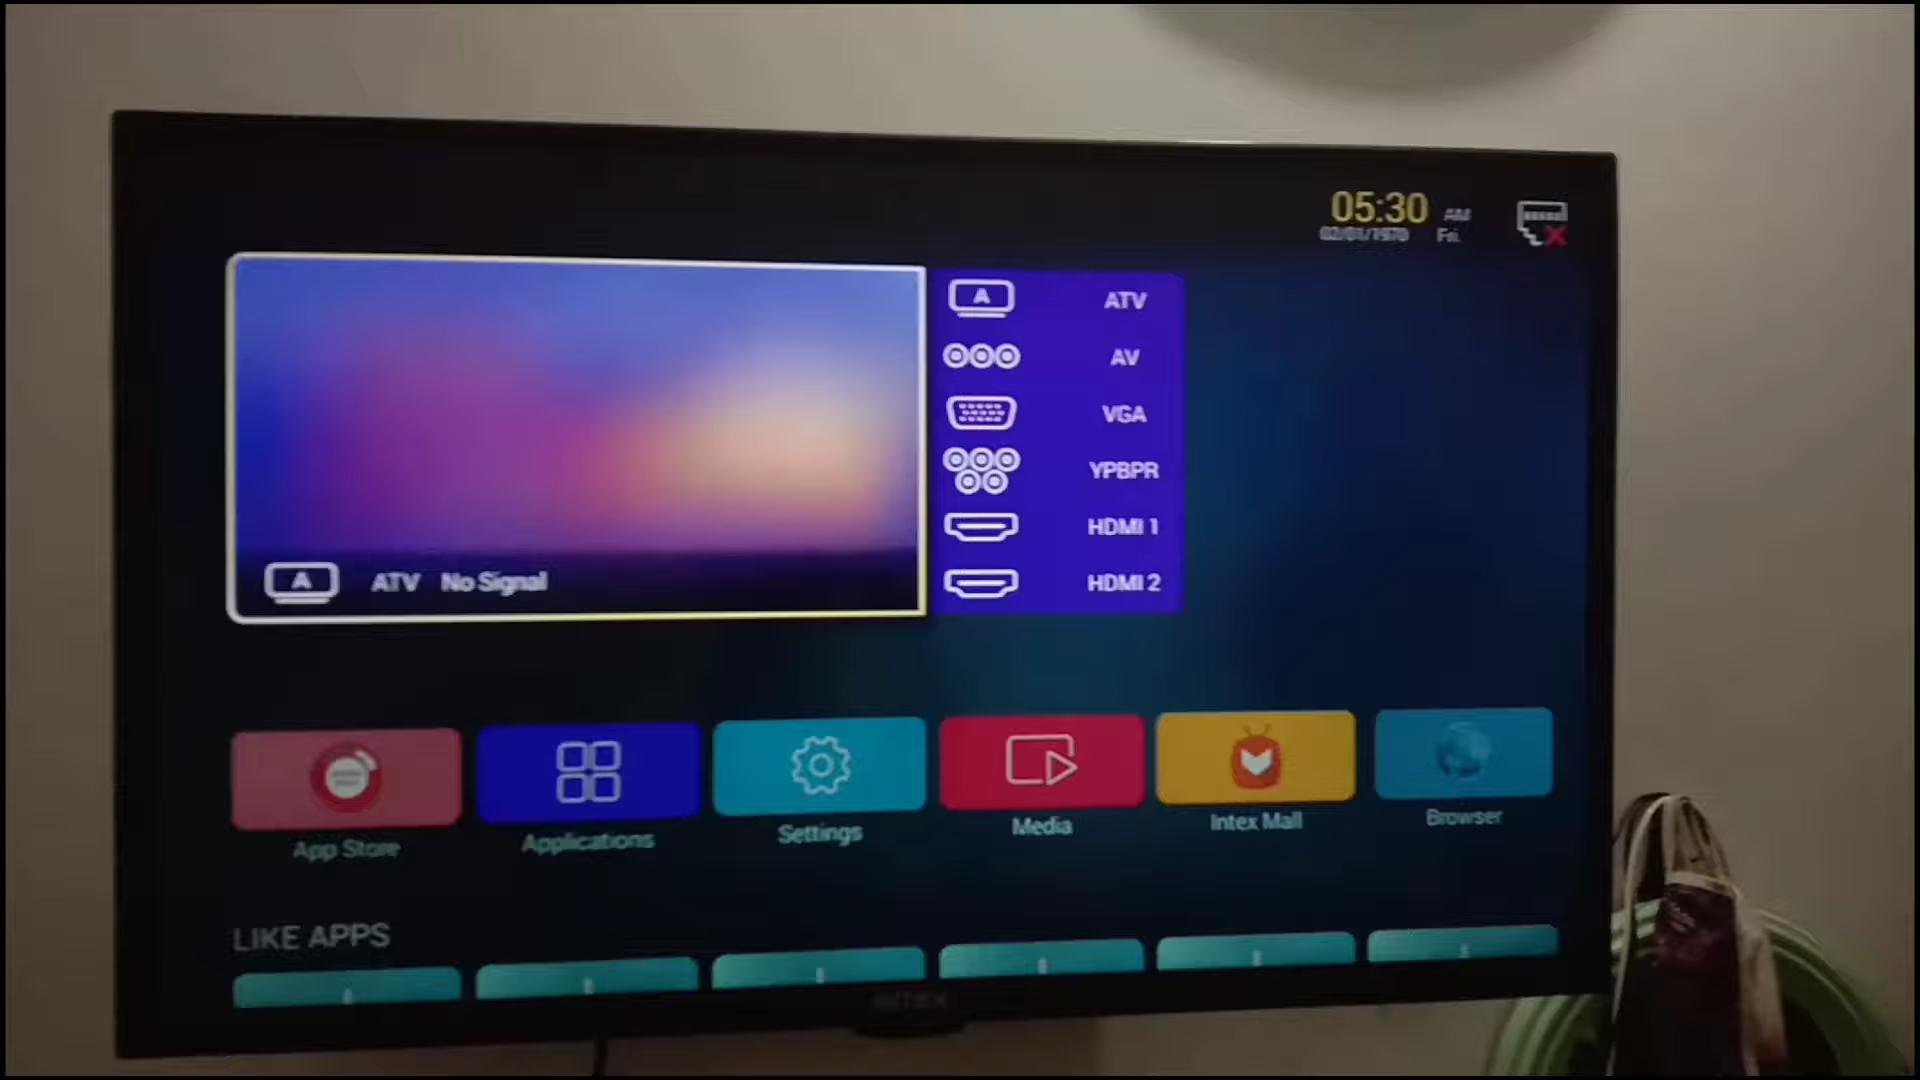 05:30 AM
02/01/1970 Fri.
A ATV
AV
VGA
YPBPR
HDMI 1
HDMI 2
A ATV No Signal
App Store
Applications
Settings
Media
Intex Mall
Browser
LIKE APPS
INTEX